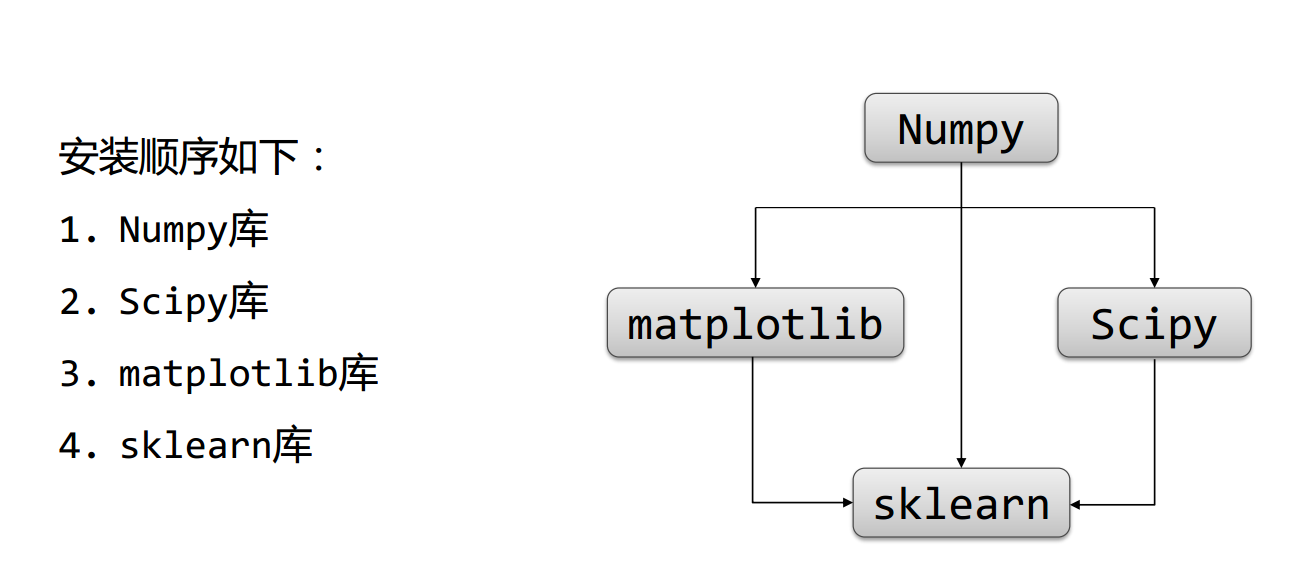 安装顺序如下：
1. Numpy库
2. Scipy库
3. matplotlib库
4. sklearn库
Numpy
matplotlib
Scipy
sklearn